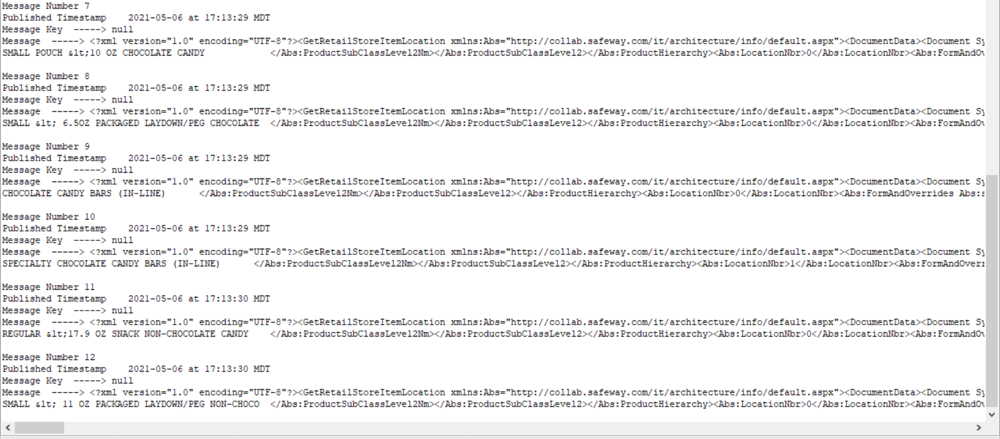 Message Number 7
Published Timestamp    2021-05-06 at 17:13:29 MDT
Message Key  -----> null
Message  -----> <?xml version="1.0" encoding="UTF-8"?><GetRetailStoreItemLocation xmlns:Abs="http://collab.safeway.com/it/architecture/info/default.aspx"><DocumentData><Document Sy
SMALL POUCH &lt;10 OZ CHOCOLATE CANDY            </Abs:ProductSubClassLevel2Nm></Abs:ProductSubClassLevel2></Abs:ProductHierarchy><Abs:LocationNbr>0</Abs:LocationNbr><Abs:FormAndOv
Message Number 8
Published Timestamp    2021-05-06 at 17:13:29 MDT
Message Key  -----> null
Message  -----> <?xml version="1.0" encoding="UTF-8"?><GetRetailStoreItemLocation xmlns:Abs="http://collab.safeway.com/it/architecture/info/default.aspx"><DocumentData><Document Sy
SMALL &lt; 6.5OZ PACKAGED LAYDOWN/PEG CHOCOLATE  </Abs:ProductSubClassLevel2Nm></Abs:ProductSubClassLevel2></Abs:ProductHierarchy><Abs:LocationNbr>0</Abs:LocationNbr><Abs:FormAndOv
Message Number 9
Published Timestamp    2021-05-06 at 17:13:29 MDT
Message Key  -----> null
Message  -----> <?xml version="1.0" encoding="UTF-8"?><GetRetailStoreItemLocation xmlns:Abs="http://collab.safeway.com/it/architecture/info/default.aspx"><DocumentData><Document Sy
CHOCOLATE CANDY BARS (IN-LINE)      </Abs:ProductSubClassLevel2Nm></Abs:ProductSubClassLevel2></Abs:ProductHierarchy><Abs:LocationNbr>0</Abs:LocationNbr><Abs:FormAndOverrides Abs:s
Message Number 10
Published Timestamp    2021-05-06 at 17:13:29 MDT
Message Key  -----> null
Message  -----> <?xml version="1.0" encoding="UTF-8"?><GetRetailStoreItemLocation xmlns:Abs="http://collab.safeway.com/it/architecture/info/default.aspx"><DocumentData><Document Sy
SPECIALTY CHOCOLATE CANDY BARS (IN-LINE)      </Abs:ProductSubClassLevel2Nm></Abs:ProductSubClassLevel2></Abs:ProductHierarchy><Abs:LocationNbr>1</Abs:LocationNbr><Abs:FormAndOverr
Message Number 11
Published Timestamp    2021-05-06 at 17:13:30 MDT
Message Key  -----> null
Message  -----> <?xml version="1.0" encoding="UTF-8"?><GetRetailStoreItemLocation xmlns:Abs="http://collab.safeway.com/it/architecture/info/default.aspx"><DocumentData><Document Sy
REGULAR &lt;17.9 OZ SNACK NON-CHOCOLATE CANDY    </Abs:ProductSubClassLevel2Nm></Abs:ProductSubClassLevel2></Abs:ProductHierarchy><Abs:LocationNbr>0</Abs:LocationNbr><Abs:FormAndOv
Message Number 12
Published Timestamp    2021-05-06 at 17:13:30 MDT
Message Key  -----> null
Message  -----> <?xml version="1.0" encoding="UTF-8"?><GetRetailStoreItemLocation xmlns:Abs="http://collab.safeway.com/it/architecture/info/default.aspx"><DocumentData><Document Sy
SMALL &lt; 11 OZ PACKAGED LAYDOWN/PEG NON-CHOCO  </Abs:ProductSubClassLevel2Nm></Abs:ProductSubClassLevel2></Abs:ProductHierarchy><Abs:LocationNbr>0</Abs:LocationNbr><Abs:FormAndOv